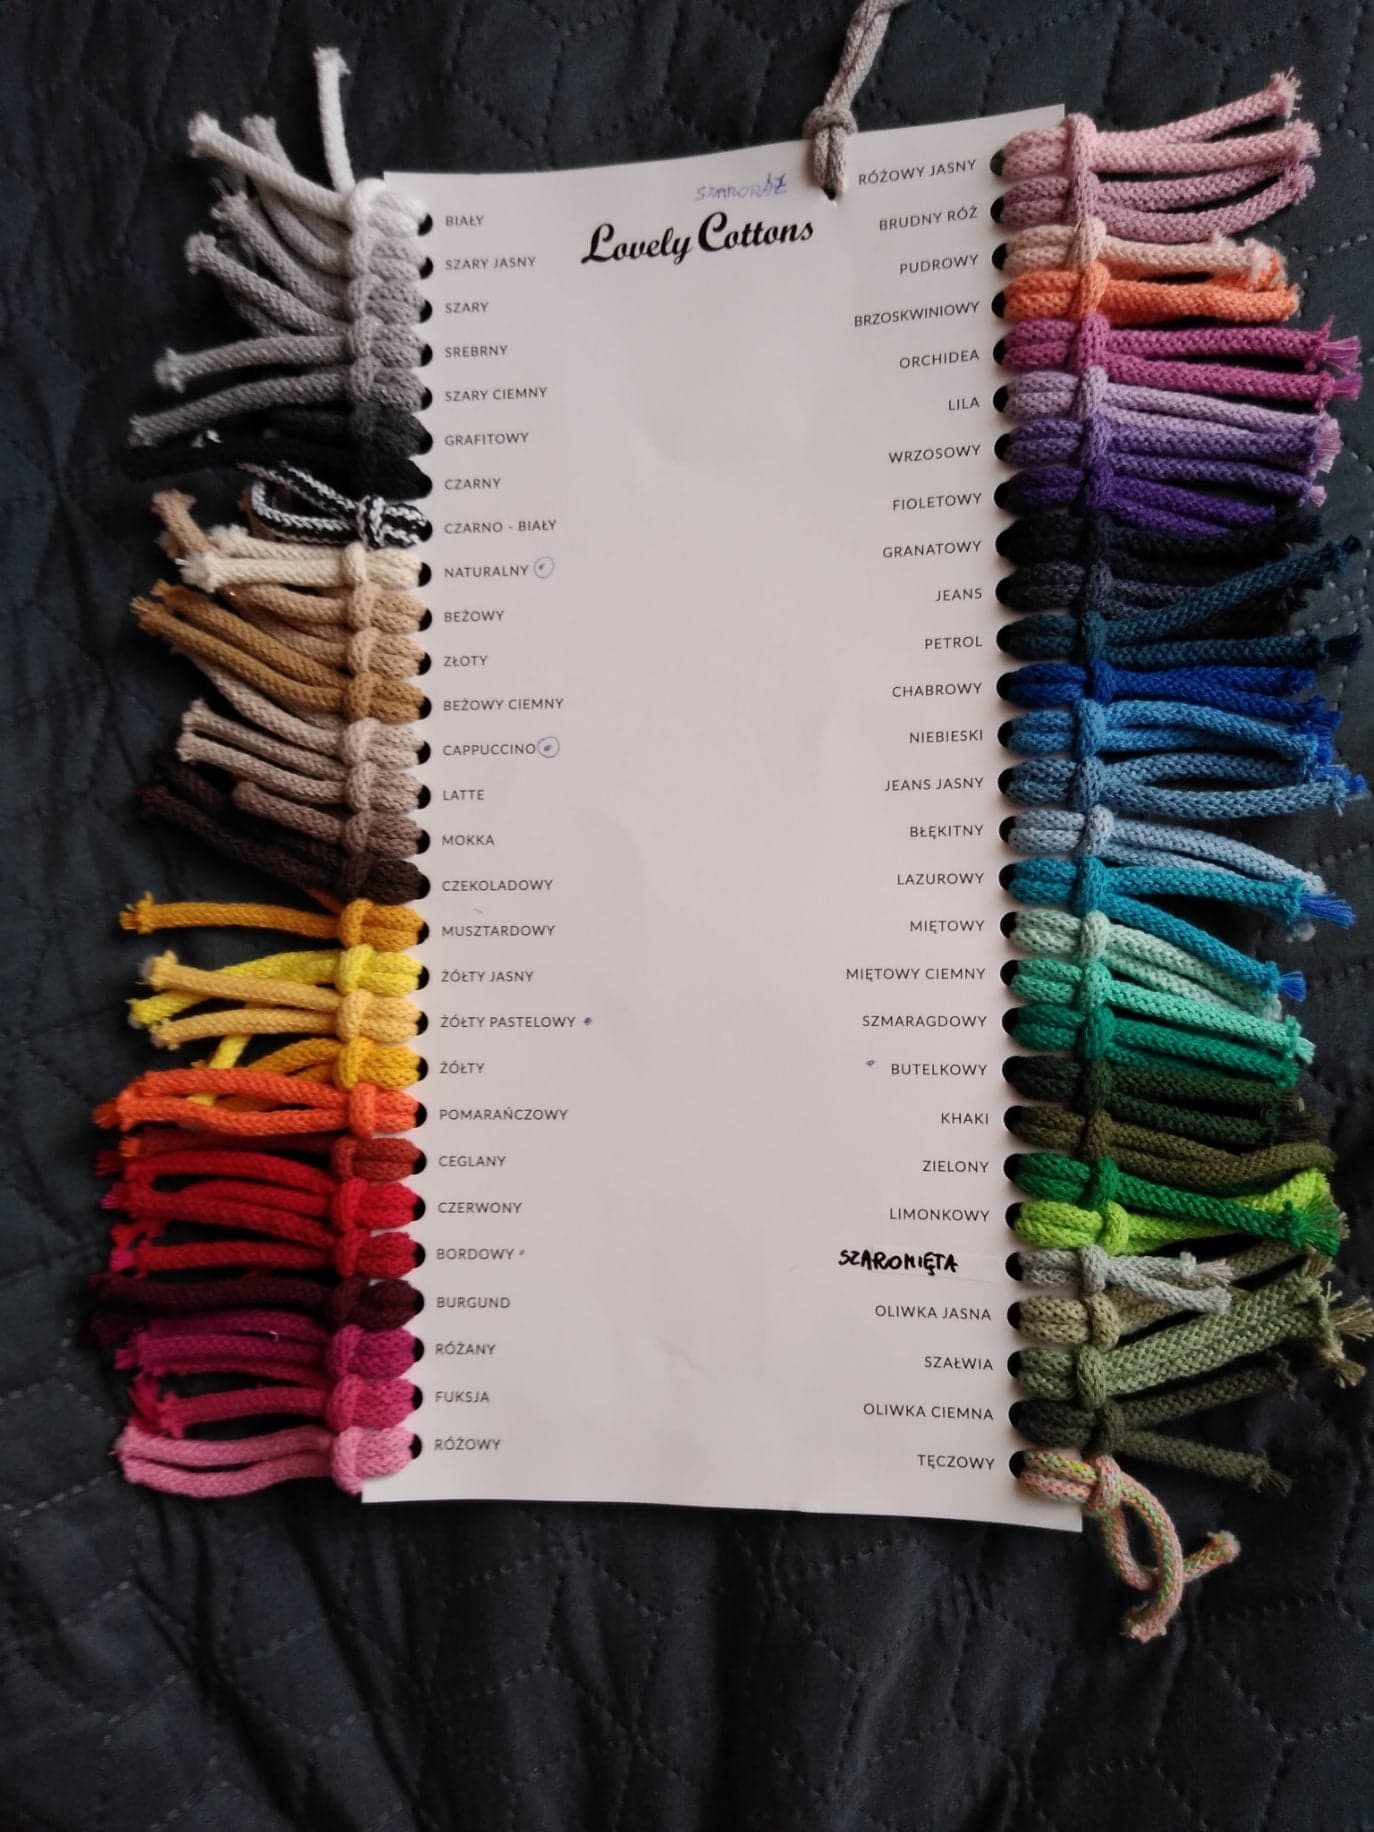 SZARORÓŻ
Lovely Cottons
BIAŁY
SZARY JASNY
SZARY
SREBRNY
SZARY CIEMNY
GRAFITOWY
CZARNY
CZARNO - BIAŁY
NATURALNY
BEŻOWY
ZŁOTY
BEŻOWY CIEMNY
CAPPUCCINO
LATTE
MOKKA
CZEKOLADOWY
MUSZTARDOWY
ŻÓŁTY JASNY
ŻÓŁTY PASTELOWY
ŻÓŁTY
POMARAŃCZOWY
CEGLANY
CZERWONY
BORDOWY
BURGUND
RÓŻANY
FUKSJA
RÓŻOWY
RÓŻOWY JASNY
BRUDNY RÓŻ
PUDROWY
BRZOSKWINIOWY
ORCHIDEA
LILA
WRZOSOWY
FIOLETOWY
GRANATOWY
JEANS
PETROL
CHABROWY
NIEBIESKI
JEANS JASNY
BŁĘKITNY
LAZUROWY
MIĘTOWY
MIĘTOWY CIEMNY
SZMARAGDOWY
BUTELKOWY
KHAKI
ZIELONY
LIMONKOWY
SZAROMIĘTA
OLIWKA JASNA
SZAŁWIA
OLIWKA CIEMNA
TĘCZOWY